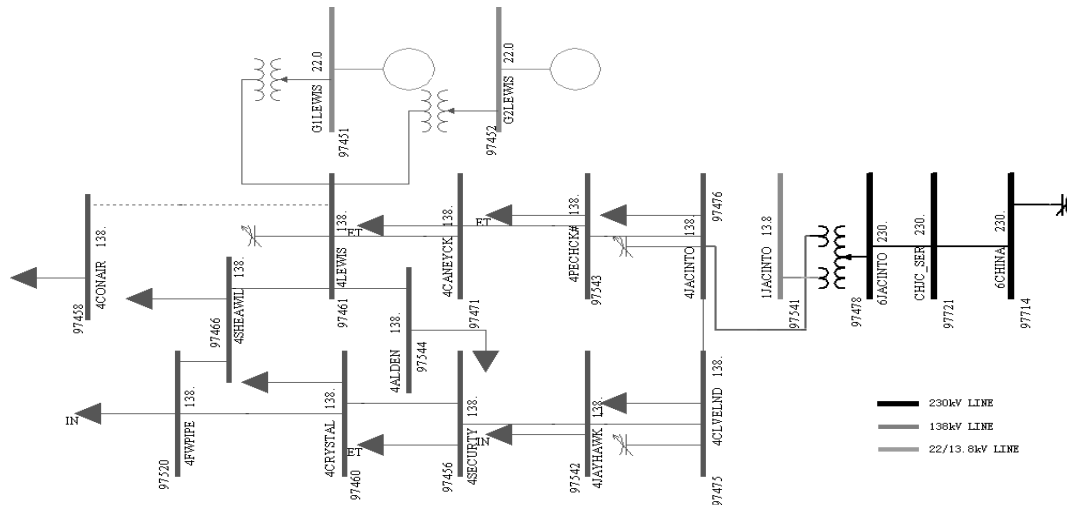 G1LEWIS 22.0
97451
G2LEWIS 22.0
97452
4CONAIR 138.
97458
4SHEAWIL 138.
97466
4LEWIS 138.
97461
ET
4CANEYCK 138.
97471
ET
4PECHCK# 138.
97543
4JACINTO 138.
97476
1JACINTO 13.8
97541
6JACINTO 230.
97478
CHJC_SER 230.
97721
6CHINA 230.
97714
4ALDEN 138.
97544
IN
4FWPIPE 138.
97520
4CRYSTAL 138.
97460
ET
4SECURTY 138.
97456
IN
4JAYHAWK 138.
97542
4CLVELND 138.
97475
230kV LINE
138kV LINE
22/13.8kV LINE